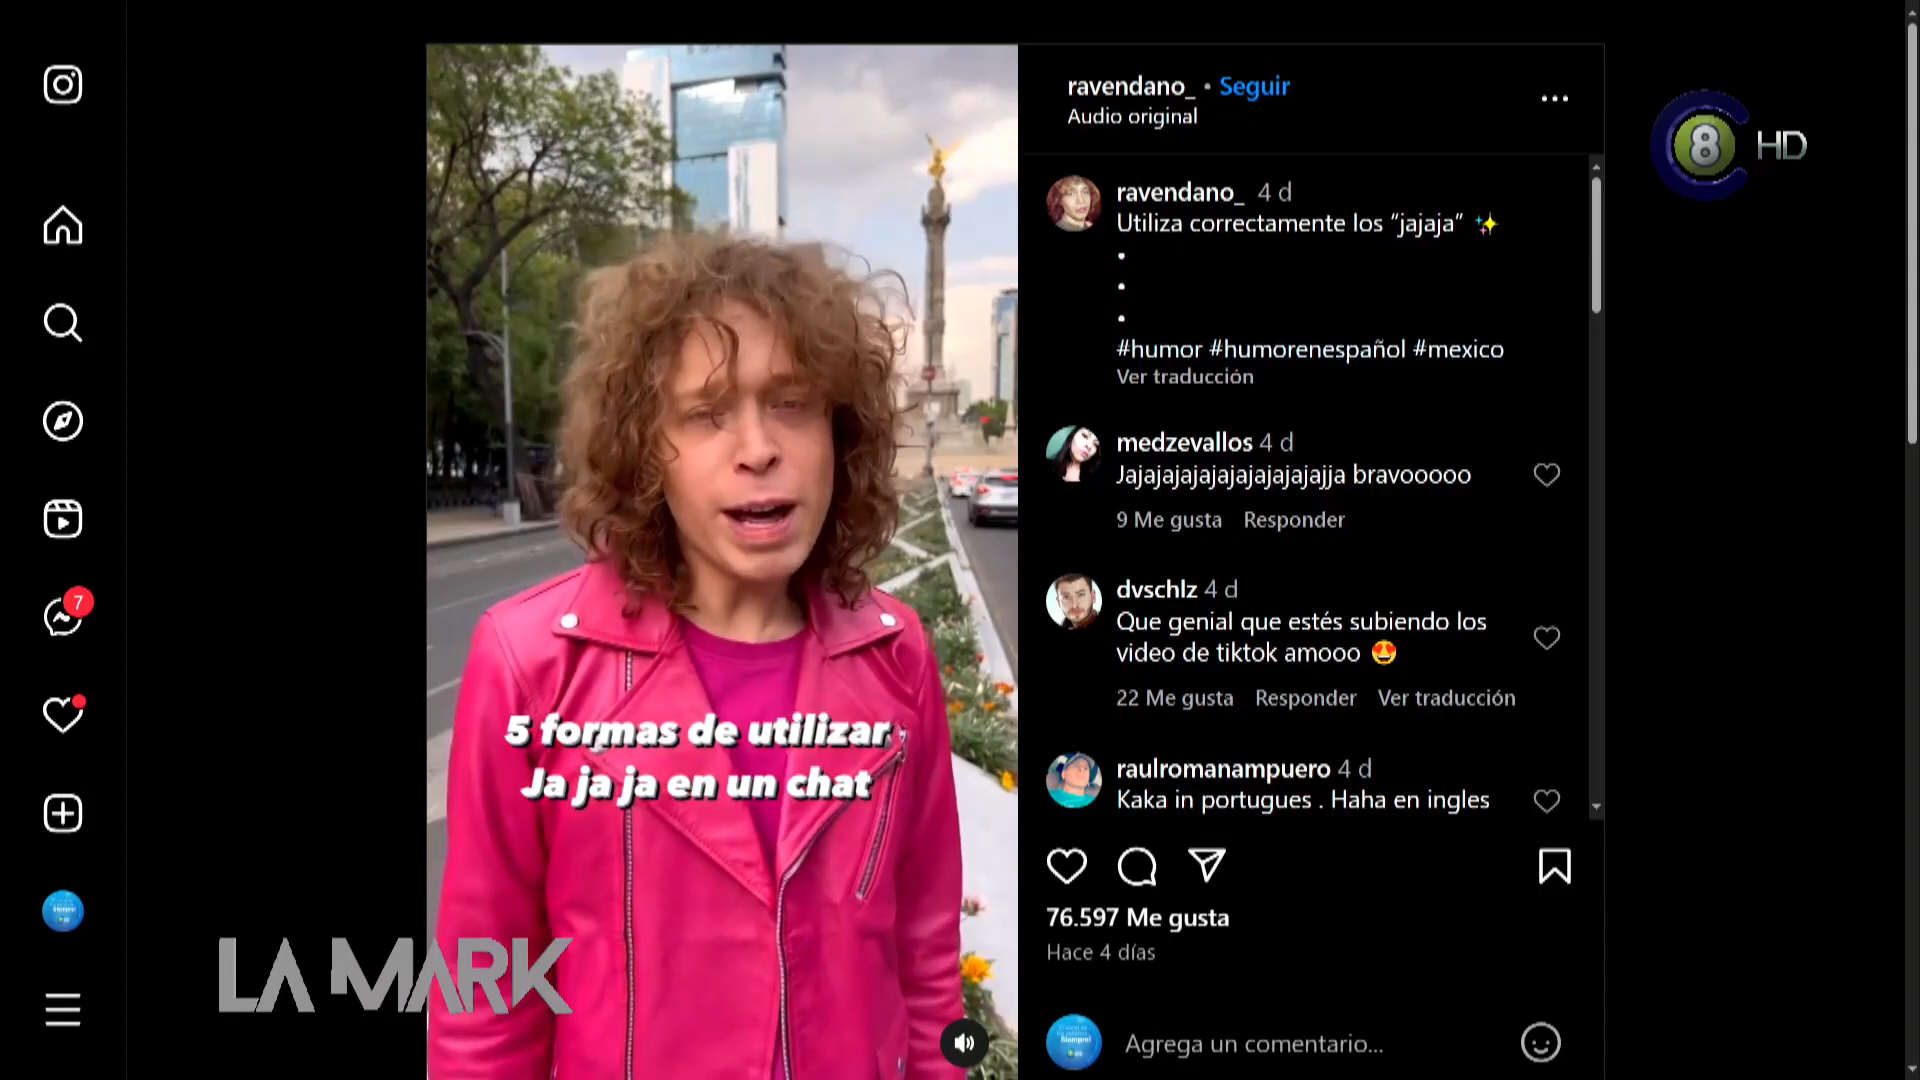 ravendano_ • Seguir
Audio original
ravendano_ 4 d
Utiliza correctamente los “jajaja” ✨
•
•
•
#humor #humorenespañol #mexico
Ver traducción
medzevallos 4 d
Jajajajajajajajajajajajja bravooooo
9 Me gusta Responder
dvschlz 4 d
Que genial que estés subiendo los
video de tiktok amooo 😍
22 Me gusta Responder Ver traducción
raulromanampuero 4 d
Kaka in portugues . Haha en ingles
76.597 Me gusta
Hace 4 días
Agrega un comentario...
5 formas de utilizar
Ja ja ja en un chat
7
LA MARK
8 HD